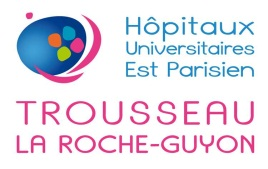 Hôpitaux
Universitaires
Est Parisien
TROUSSEAU
LA ROCHE-GUYON